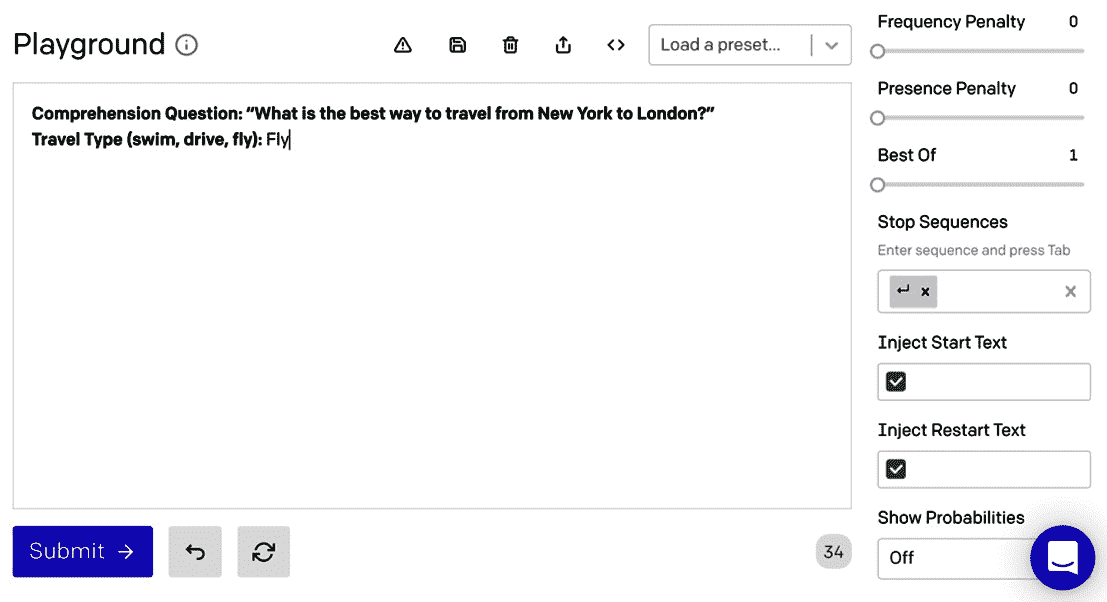 Playground
Load a preset...
Comprehension Question: “What is the best way to travel from New York to London?”
Travel Type (swim, drive, fly): Fly
Submit →
34
Frequency Penalty 0
Presence Penalty 0
Best Of 1
Stop Sequences
Enter sequence and press Tab
↵ x
Inject Start Text
Inject Restart Text
Show Probabilities
Off